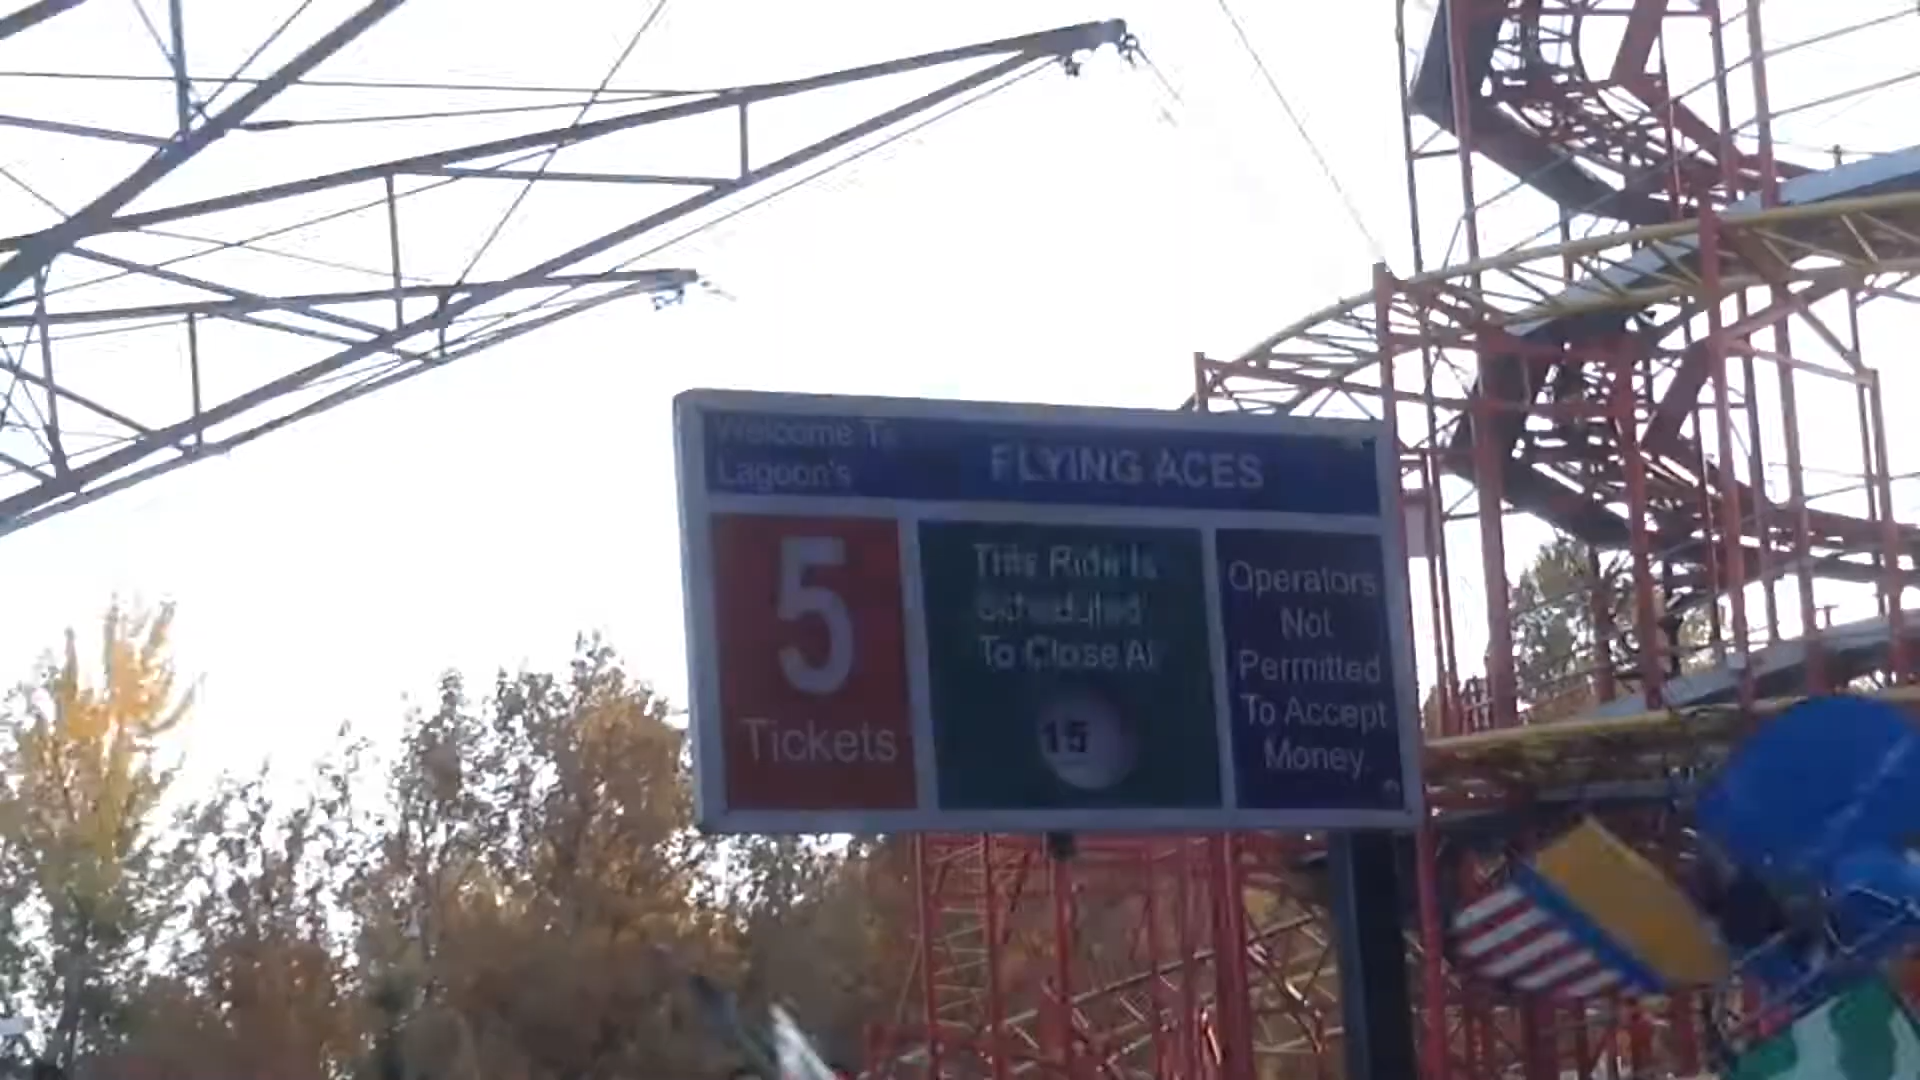 Welcome To
Lagoon's
FLYING ACES
5
Tickets
This Ride Is
Scheduled
To Close At
15
Operators
Not
Permitted
To Accept
Money.